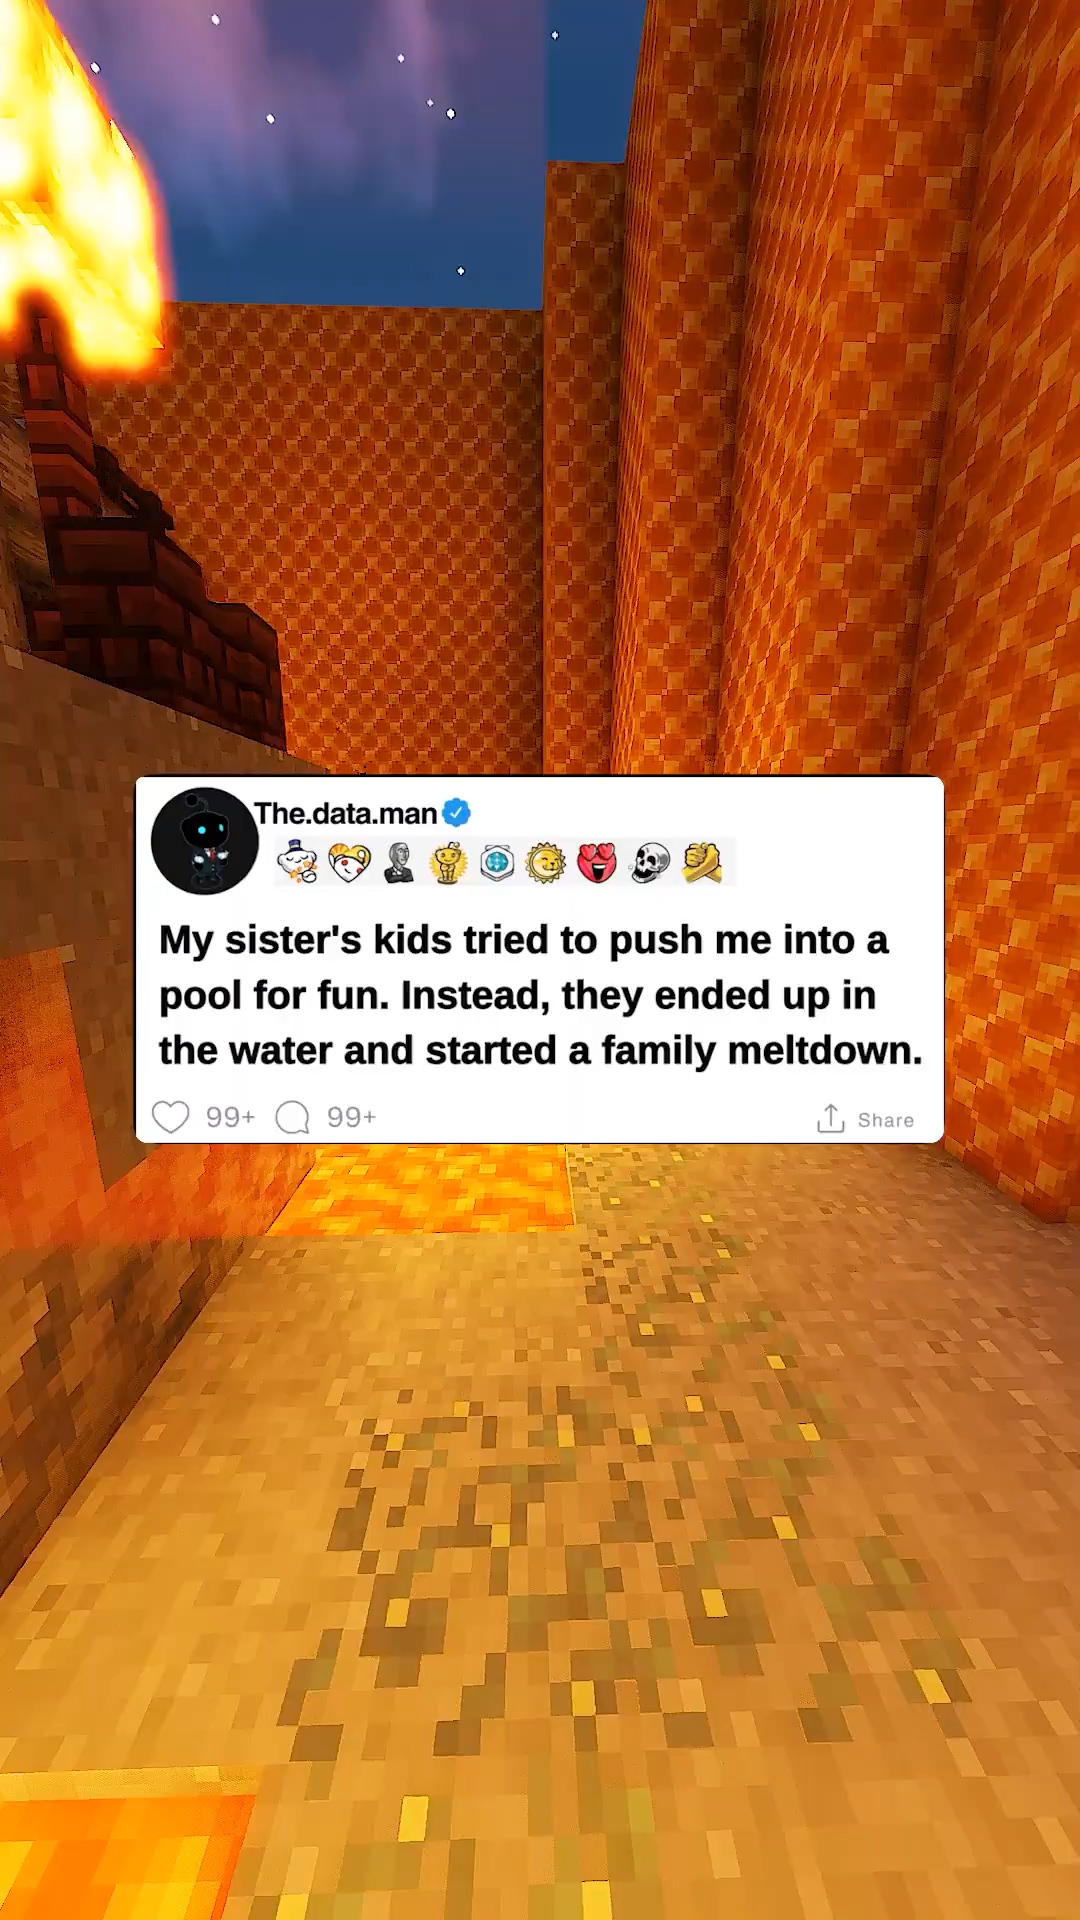 The.data.man
My sister's kids tried to push me into a
pool for fun. Instead, they ended up in
the water and started a family meltdown.
99+ 99+ Share